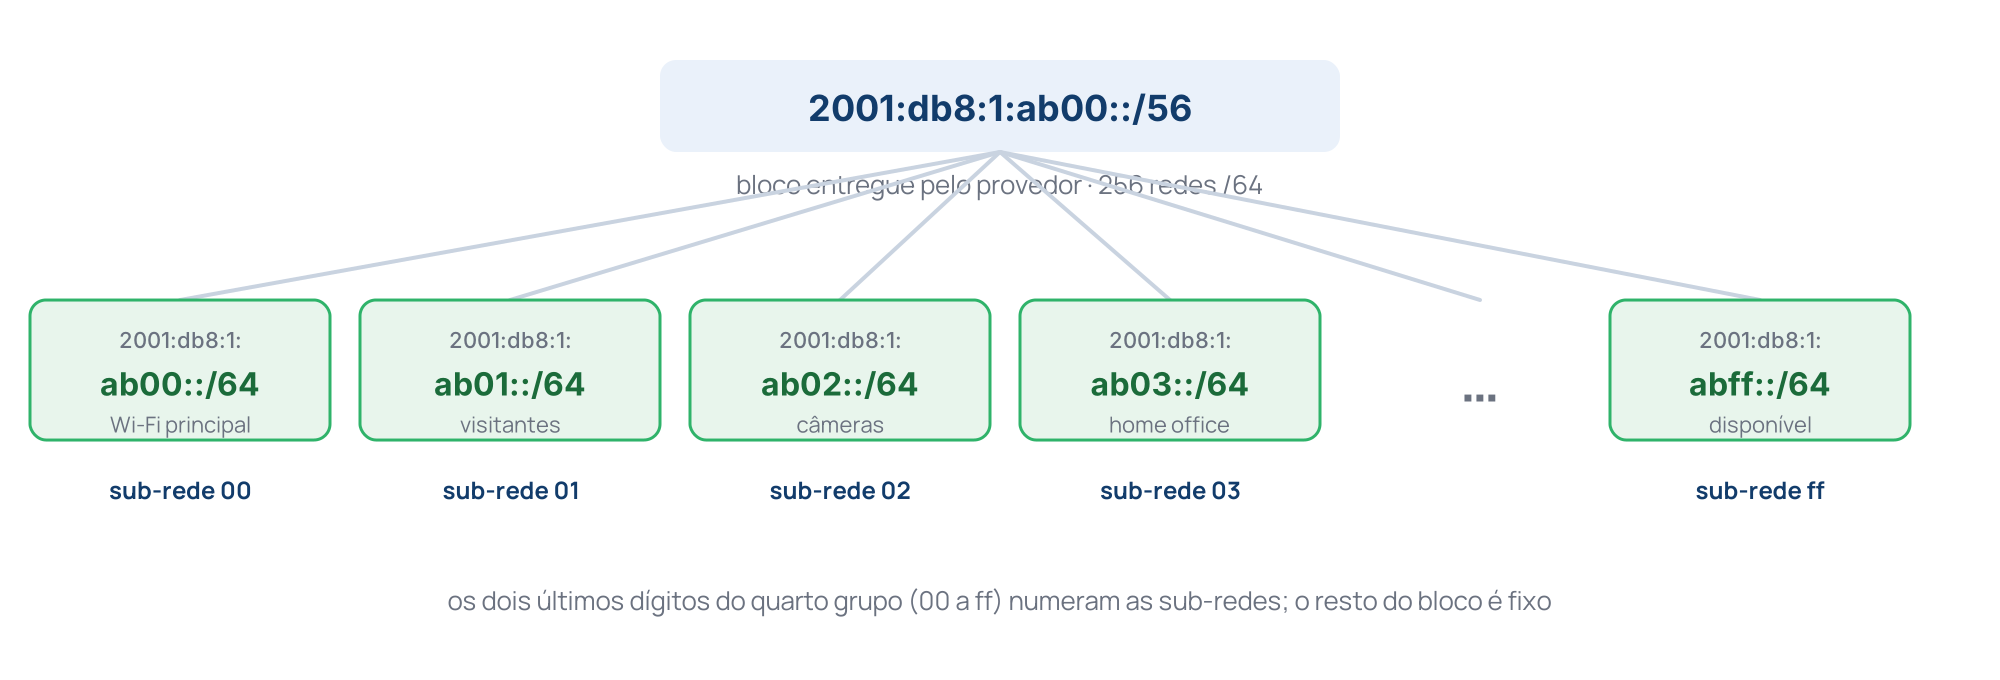 2001:db8:1:ab00::/56
bloco entregue pelo provedor · 256 redes /64
2001:db8:1:
ab00::/64
Wi-Fi principal
sub-rede 00
2001:db8:1:
ab01::/64
visitantes
sub-rede 01
2001:db8:1:
ab02::/64
câmeras
sub-rede 02
2001:db8:1:
ab03::/64
home office
sub-rede 03
...
2001:db8:1:
abff::/64
disponível
sub-rede ff
os dois últimos dígitos do quarto grupo (00 a ff) numeram as sub-redes; o resto do bloco é fixo